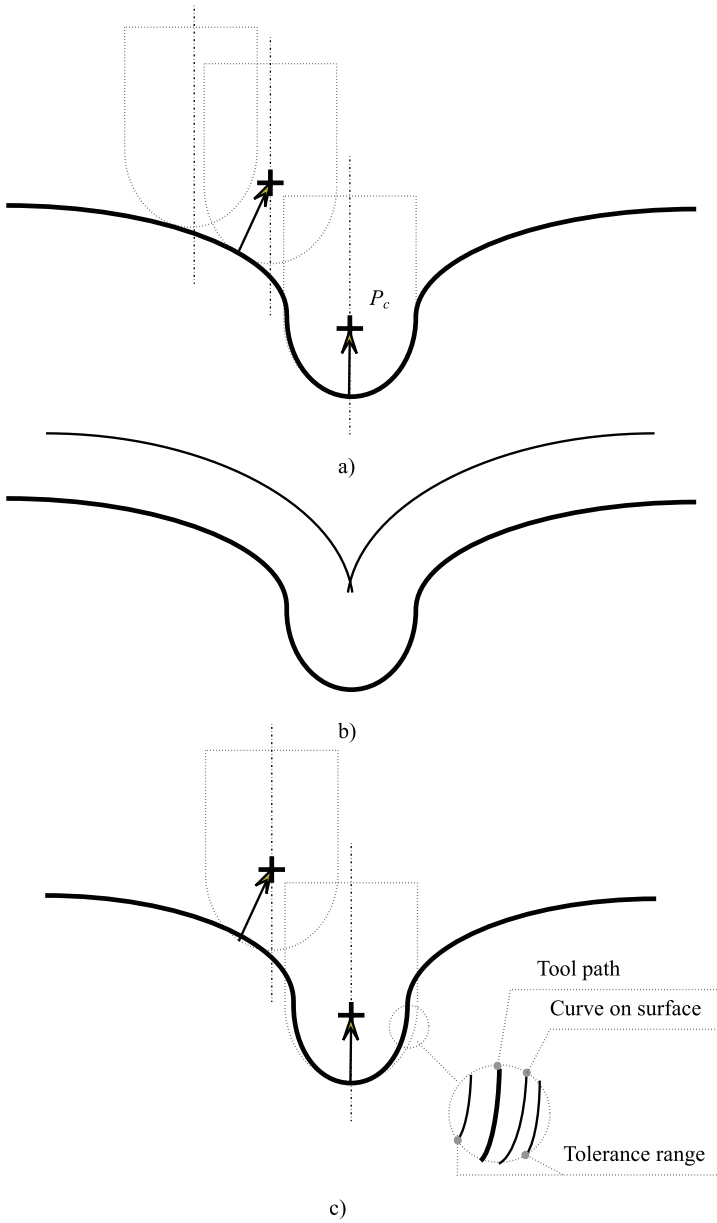 P_c
a)
b)
Tool path
Curve on surface
Tolerance range
c)